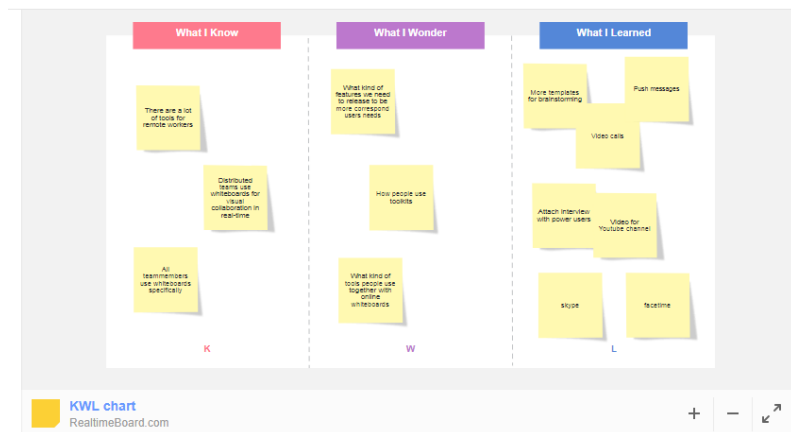 What I Know
What I Wonder
What I Learned
There are a lot
of tools for
remote workers
Distributed
teams use
whiteboards for
visual
collaboration in
real-time
All
teammembers
use whiteboards
specifically
K
What kind of
features we need
to release to be
more correspond
users needs
How people use
toolkits
What kind of
tools people use
together with
online
whiteboards
W
More templates
for brainstorming
Push messages
Video calls
Attach interview
with power users
Video for
Youtube channel
skype
facetime
L
KWL chart
RealtimeBoard.com